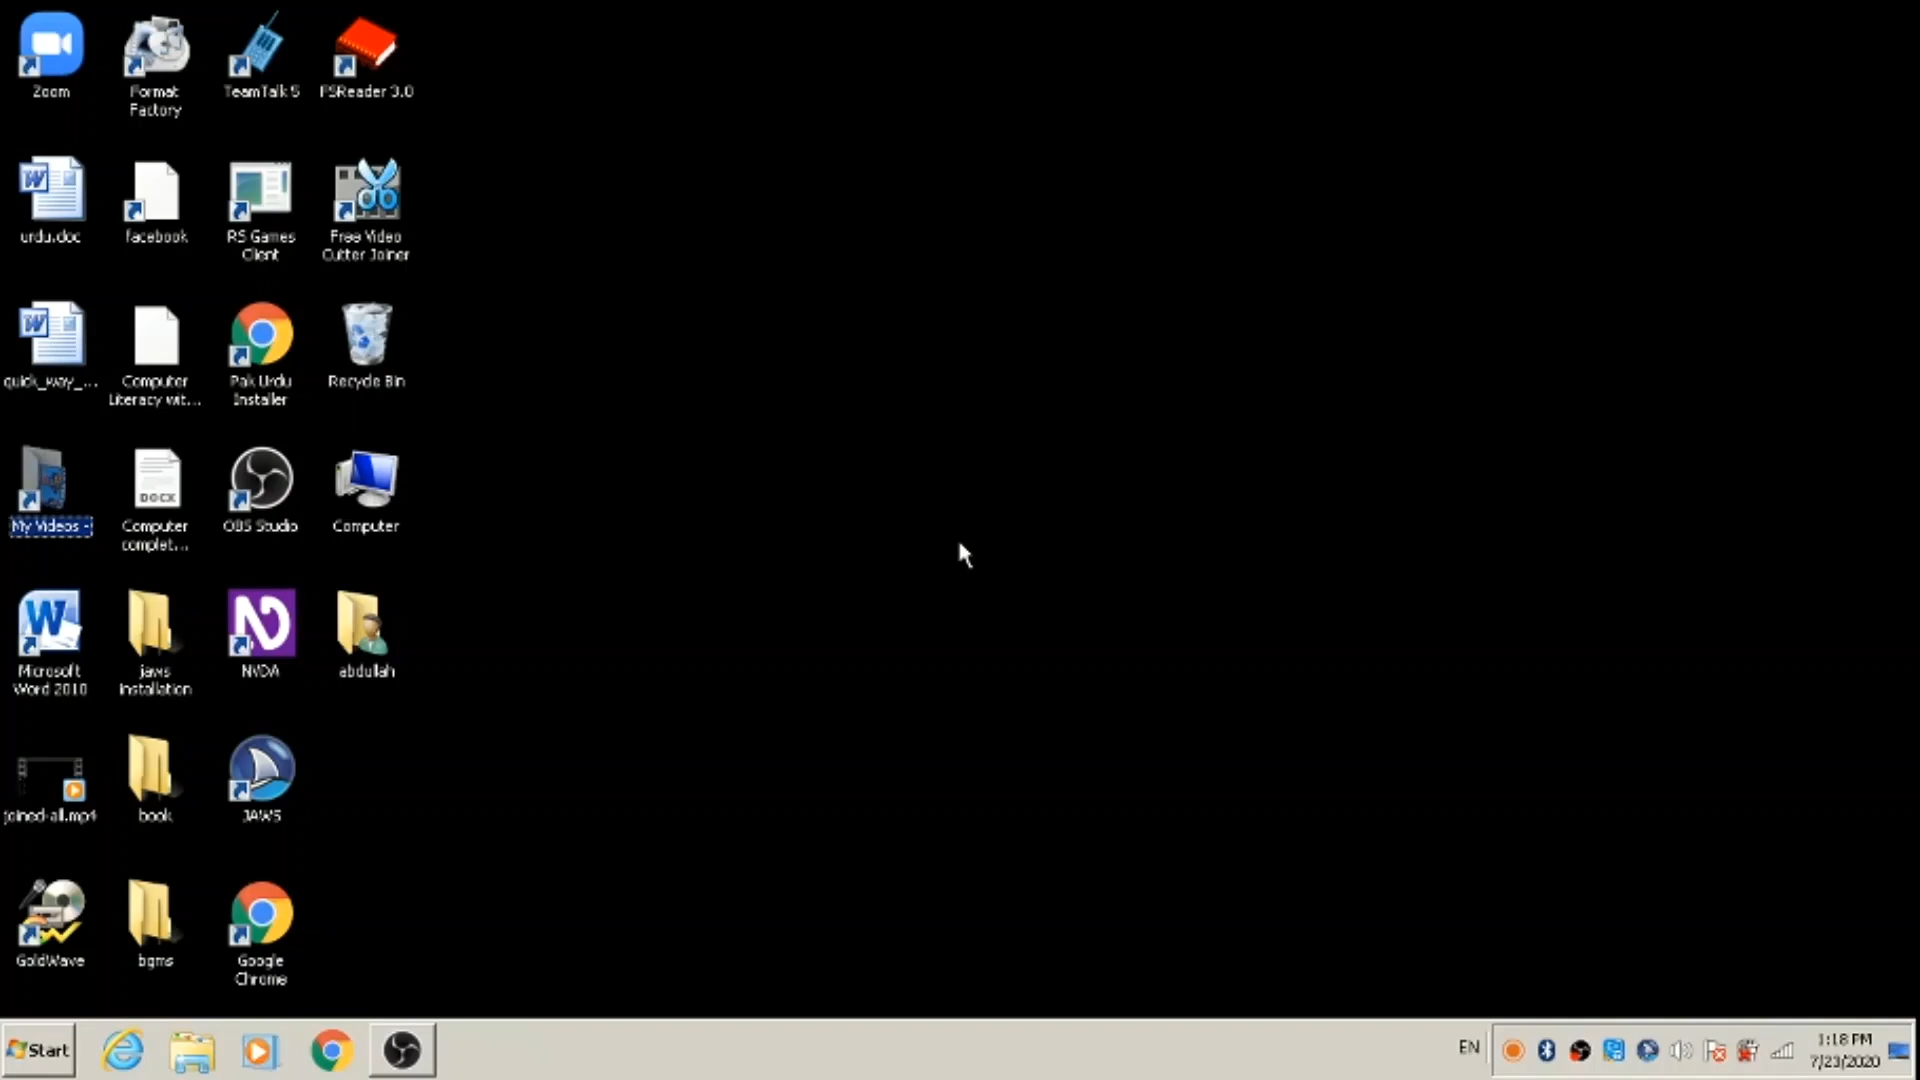 Zoom
Format
Factory
TeamTalk 5
FSReader 3.0
urdu.doc
facebook
RS Games
Client
Free Video
Cutter Joiner
quick_way_...
Computer
Literacy wit...
Pak Urdu
Installer
Recycle Bin
My Videos -
Computer
complet...
DOCX
OBS Studio
Computer
Microsoft
Word 2010
jaws
installation
NVDA
abdullah
joined-all.mp4
book
JAWS
GoldWave
bgms
Google
Chrome
Start
EN
1:18 PM
7/23/2020